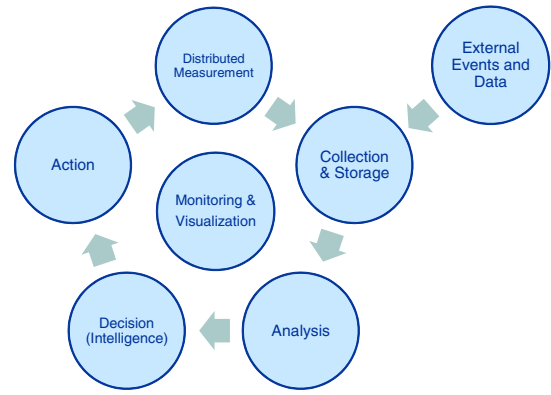 Distributed
Measurement
External
Events and
Data
Action
Collection
& Storage
Monitoring &
Visualization
Decision
(Intelligence)
Analysis